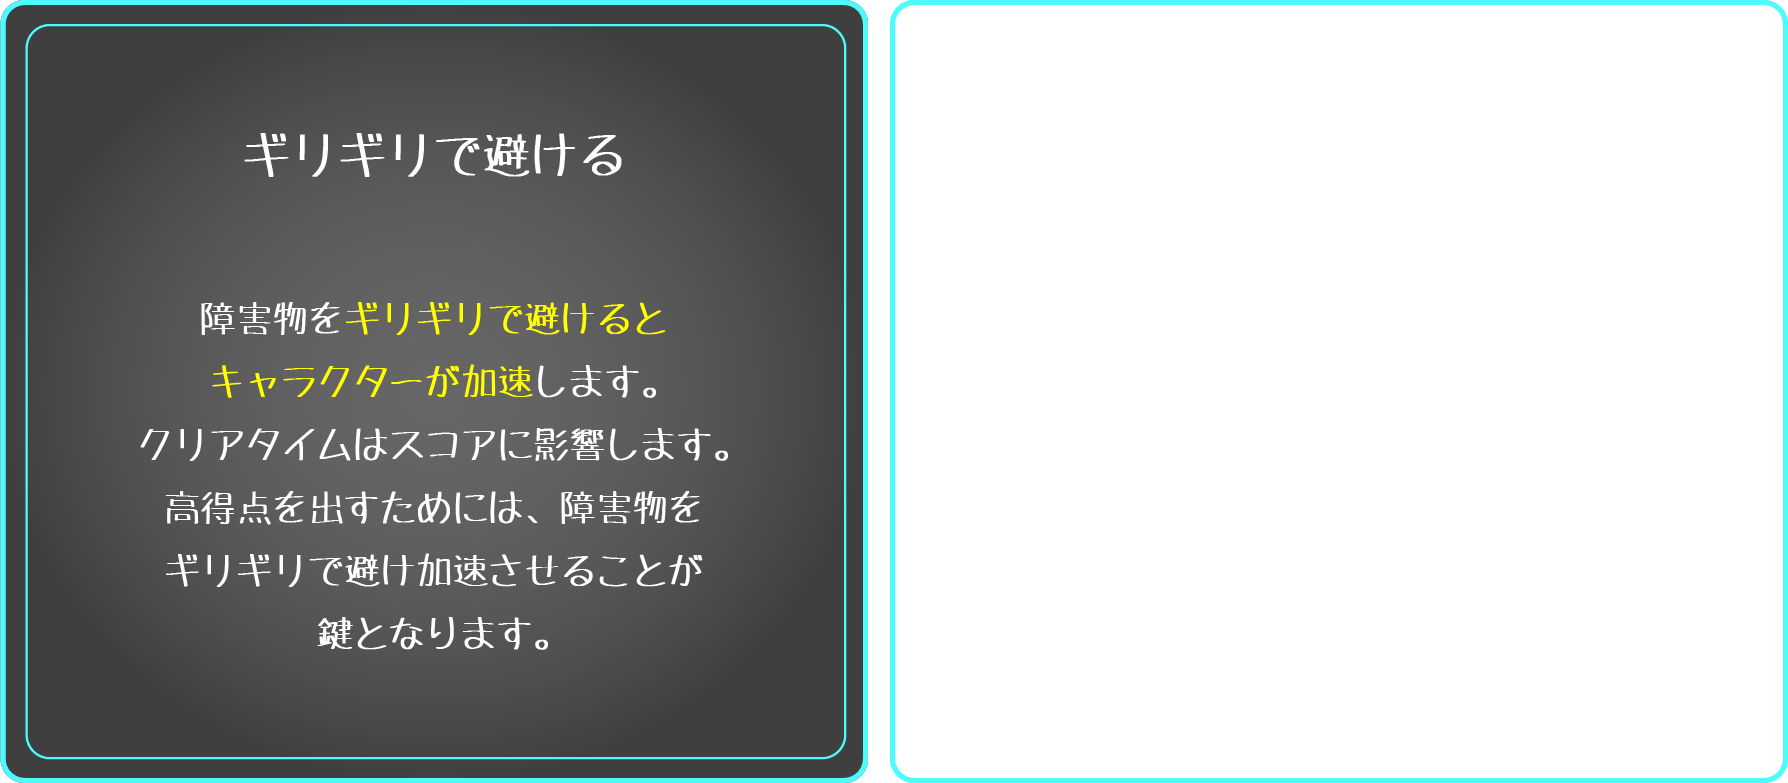 ギリギリで避ける
障害物をギリギリで避けると
キャラクターが加速します。
クリアタイムはスコアに影響します。
高得点を出すためには、障害物を
ギリギリで避け加速させることが
鍵となります。